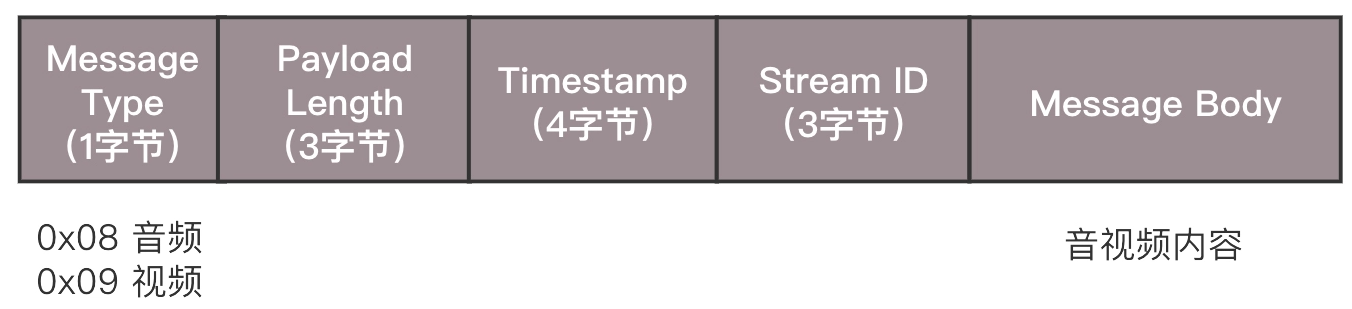 Message
Type
(1字节)
Payload
Length
(3字节)
Timestamp
(4字节)
Stream ID
(3字节)
Message Body
0x08 音频
0x09 视频
音视频内容